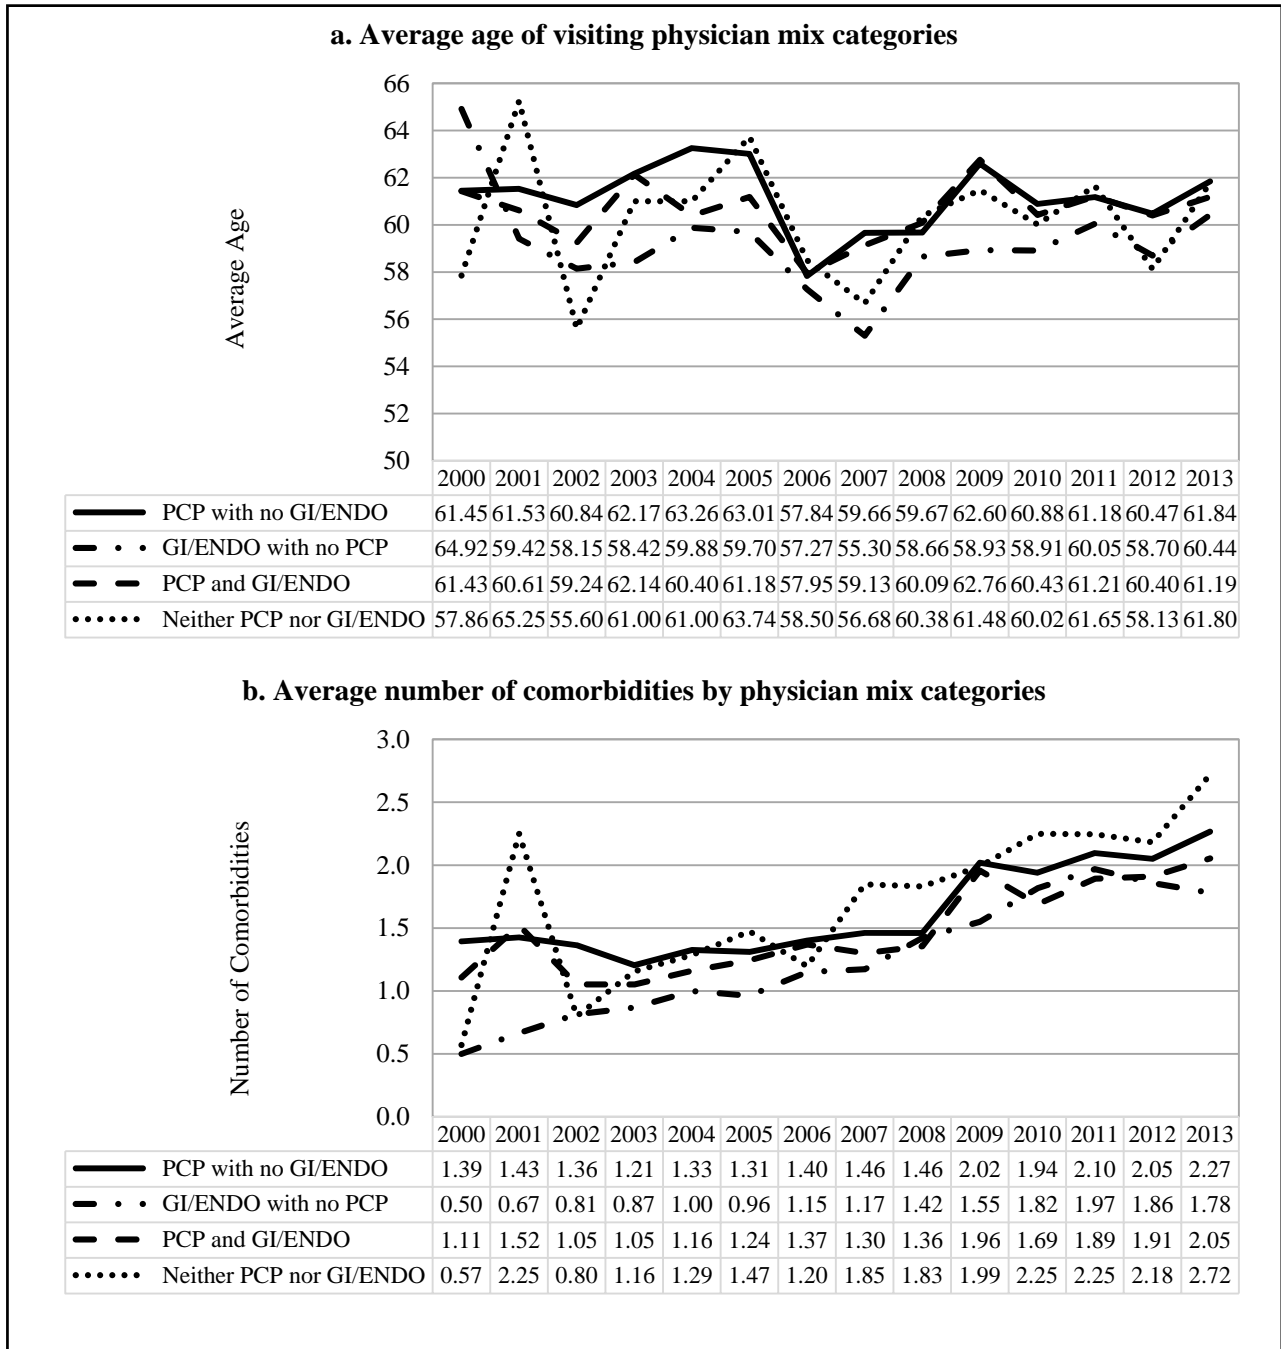 a. Average age of visiting physician mix categories
66
64
62
60
58
56
54
52
50
Average Age
2000 2001 2002 2003 2004 2005 2006 2007 2008 2009 2010 2011 2012 2013
PCP with no GI/ENDO 61.45 61.53 60.84 62.17 63.26 63.01 57.84 59.66 59.67 62.60 60.88 61.18 60.47 61.84
GI/ENDO with no PCP 64.92 59.42 58.15 58.42 59.88 59.70 57.27 55.30 58.66 58.93 58.91 60.05 58.70 60.44
PCP and GI/ENDO 61.43 60.61 59.24 62.14 60.40 61.18 57.95 59.13 60.09 62.76 60.43 61.21 60.40 61.19
Neither PCP nor GI/ENDO 57.86 65.25 55.60 61.00 61.00 63.74 58.50 56.68 60.38 61.48 60.02 61.65 58.13 61.80
b. Average number of comorbidities by physician mix categories
3.0
2.5
2.0
1.5
1.0
0.5
0.0
Number of Comorbidities
2000 2001 2002 2003 2004 2005 2006 2007 2008 2009 2010 2011 2012 2013
PCP with no GI/ENDO 1.39 1.43 1.36 1.21 1.33 1.31 1.40 1.46 1.46 2.02 1.94 2.10 2.05 2.27
GI/ENDO with no PCP 0.50 0.67 0.81 0.87 1.00 0.96 1.15 1.17 1.42 1.55 1.82 1.97 1.86 1.78
PCP and GI/ENDO 1.11 1.52 1.05 1.05 1.16 1.24 1.37 1.30 1.36 1.96 1.69 1.89 1.91 2.05
Neither PCP nor GI/ENDO 0.57 2.25 0.80 1.16 1.29 1.47 1.20 1.85 1.83 1.99 2.25 2.25 2.18 2.72